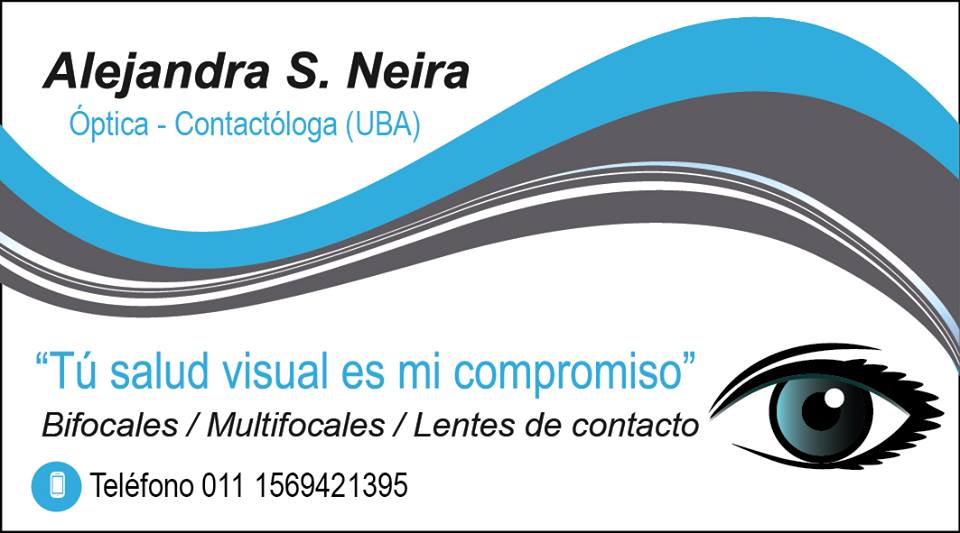 Alejandra S. Neira
Óptica - Contactóloga (UBA)
“Tú salud visual es mi compromiso”
Bifocales / Multifocales / Lentes de contacto
Teléfono 011 1569421395